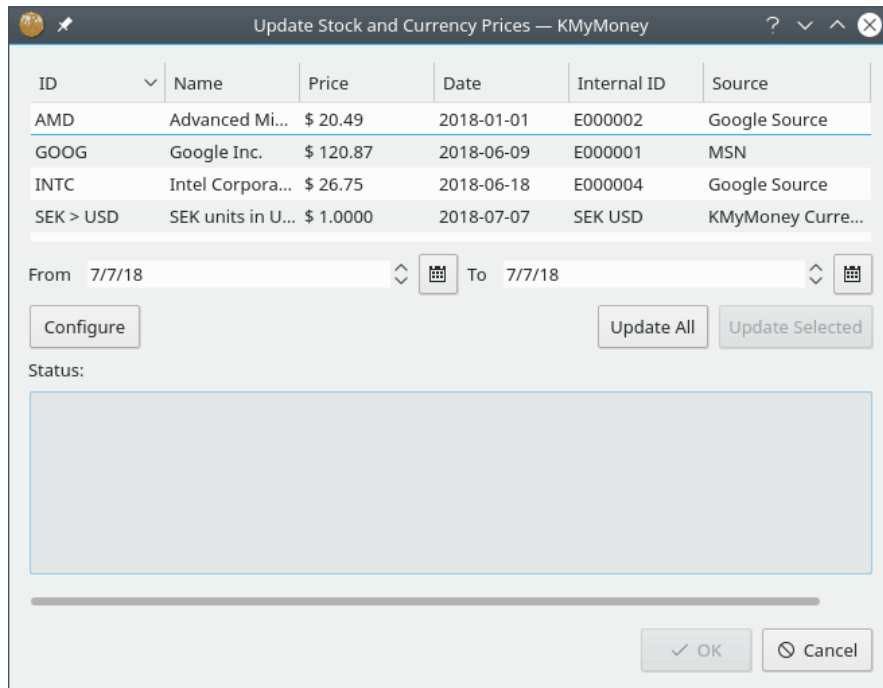 Update Stock and Currency Prices — KMyMoney ?
ID Name Price Date Internal ID Source
AMD Advanced Mi... $ 20.49 2018-01-01 E000002 Google Source
GOOG Google Inc. $ 120.87 2018-06-09 E000001 MSN
INTC Intel Corpora... $ 26.75 2018-06-18 E000004 Google Source
SEK > USD SEK units in U... $ 1.0000 2018-07-07 SEK USD KMyMoney Curre...
From 7/7/18 To 7/7/18
Configure Update All Update Selected
Status:
OK Cancel